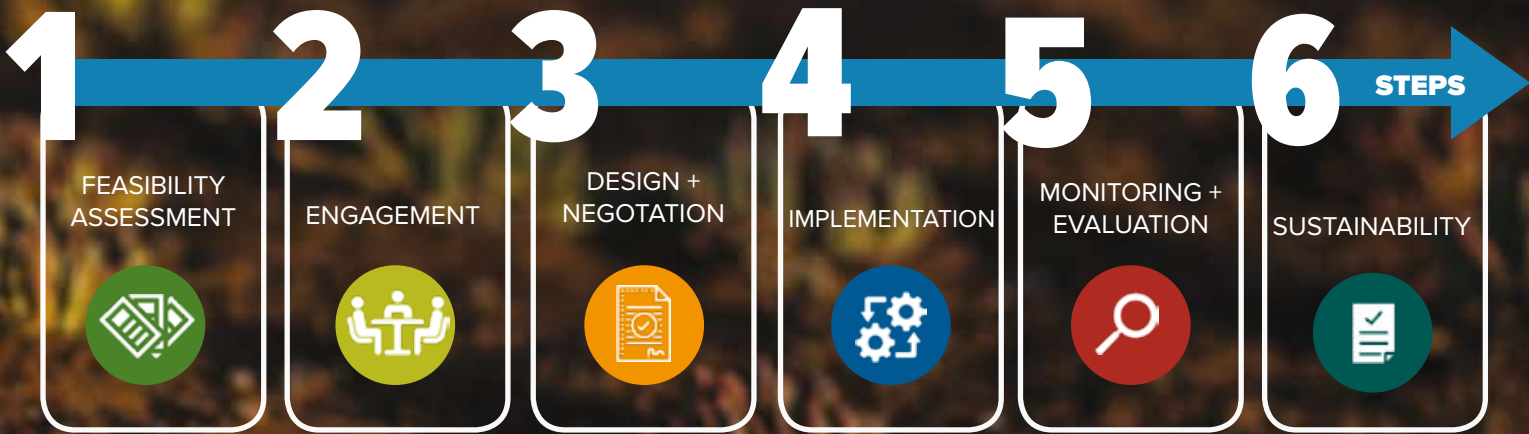 1
2
3
4
5
6
STEPS
FEASIBILITY
ASSESSMENT
ENGAGEMENT
DESIGN +
NEGOTATION
IMPLEMENTATION
MONITORING +
EVALUATION
SUSTAINABILITY